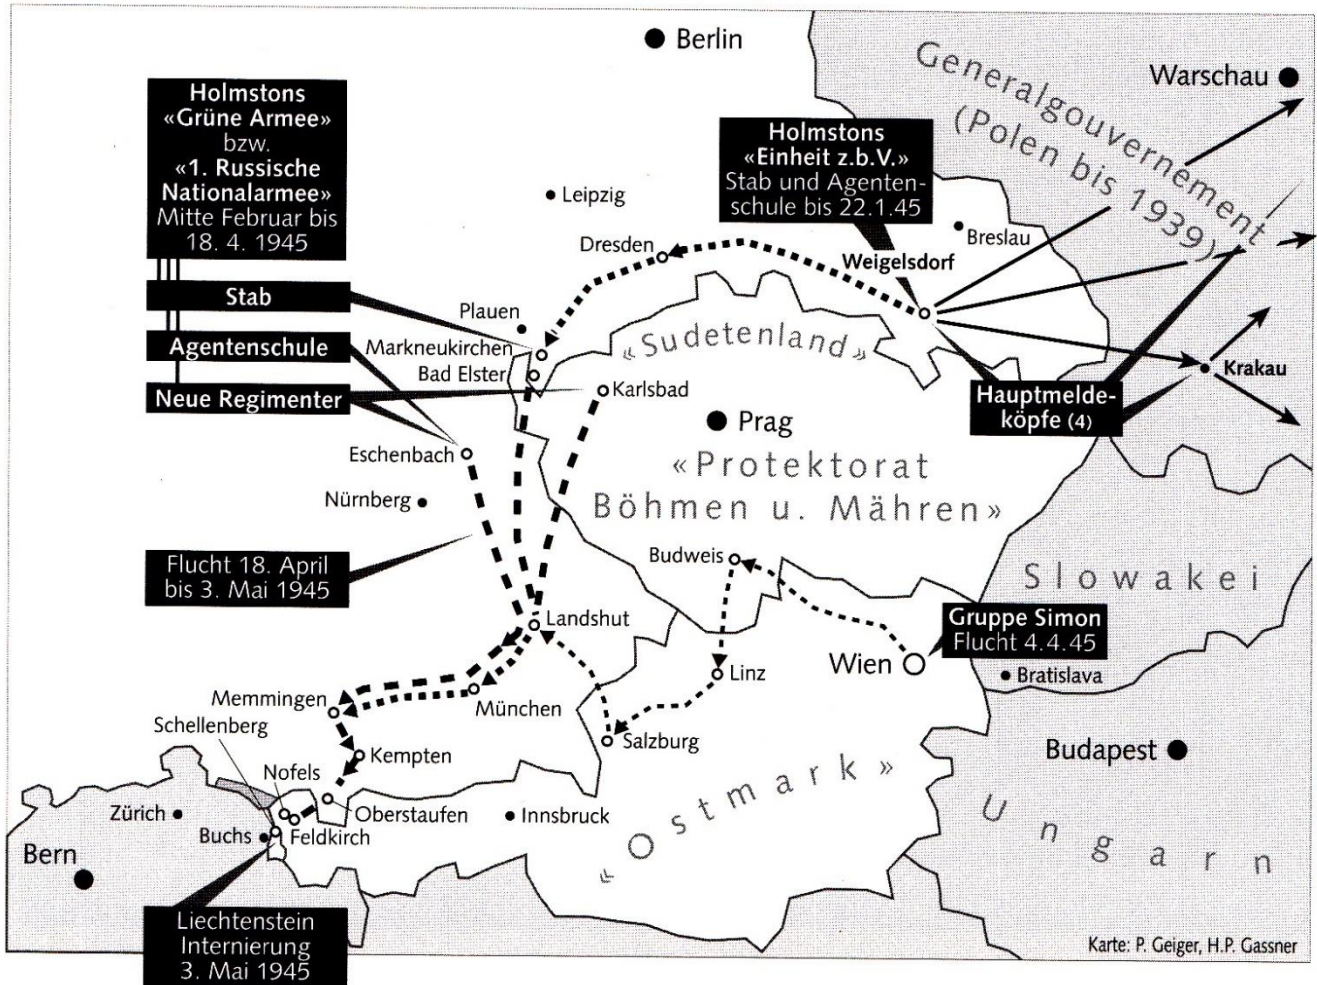 Berlin
Warschau
Generalgouvernement
(Polen bis 1939)
Holmstons
«Grüne Armee»
bzw.
«1. Russische
Nationalarmee»
Mitte Februar bis
18. 4. 1945
Holmstons
«Einheit z.b.V.»
Stab und Agenten-
schule bis 22.1.45
Leipzig
Dresden
Breslau
Weigelsdorf
Stab
Plauen
Agentenschule
Markneukirchen
«Sudetenland»
Bad Elster
Krakau
Neue Regimenter
Karlsbad
Hauptmelde-
köpfe (4)
Prag
Eschenbach
«Protektorat
Böhmen u. Mähren»
Nürnberg
Flucht 18. April
bis 3. Mai 1945
Budweis
Slowakei
Landshut
Gruppe Simon
Flucht 4.4.45
Wien
Linz
Bratislava
Memmingen
München
Schellenberg
Salzburg
Kempten
Budapest
Nofels
«Ostmark»
Zürich
Oberstaufen
Innsbruck
Ungarn
Buchs
Feldkirch
Bern
Liechtenstein
Internierung
3. Mai 1945
Karte: P. Geiger, H.P. Gassner